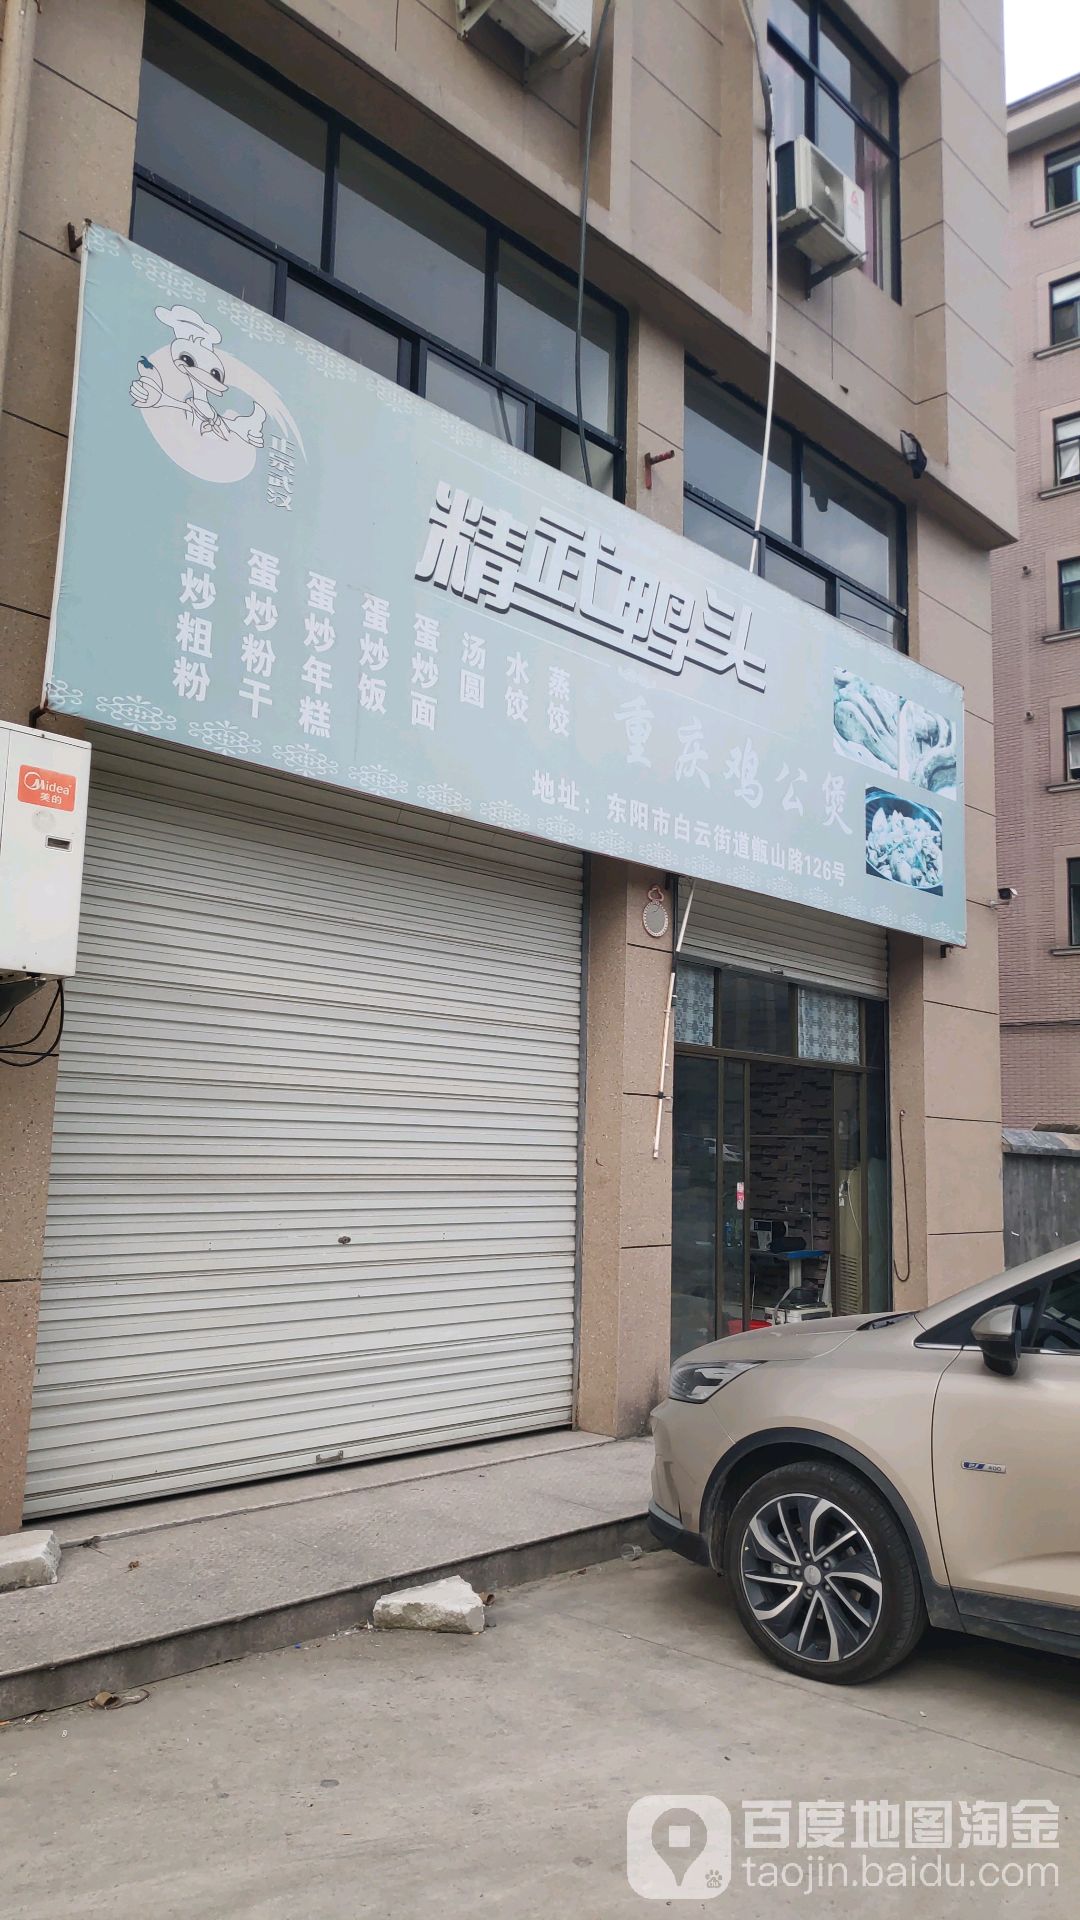 正宗武汉
精武鸭头
蛋炒粗粉
蛋炒粉干
蛋炒年糕
蛋炒饭
蛋炒面
汤圆
水饺
蒸饺
重庆鸡公煲
地址：东阳市白云街道甑山路126号
Midea
美的
400
百度地图淘金
taojin.baidu.com